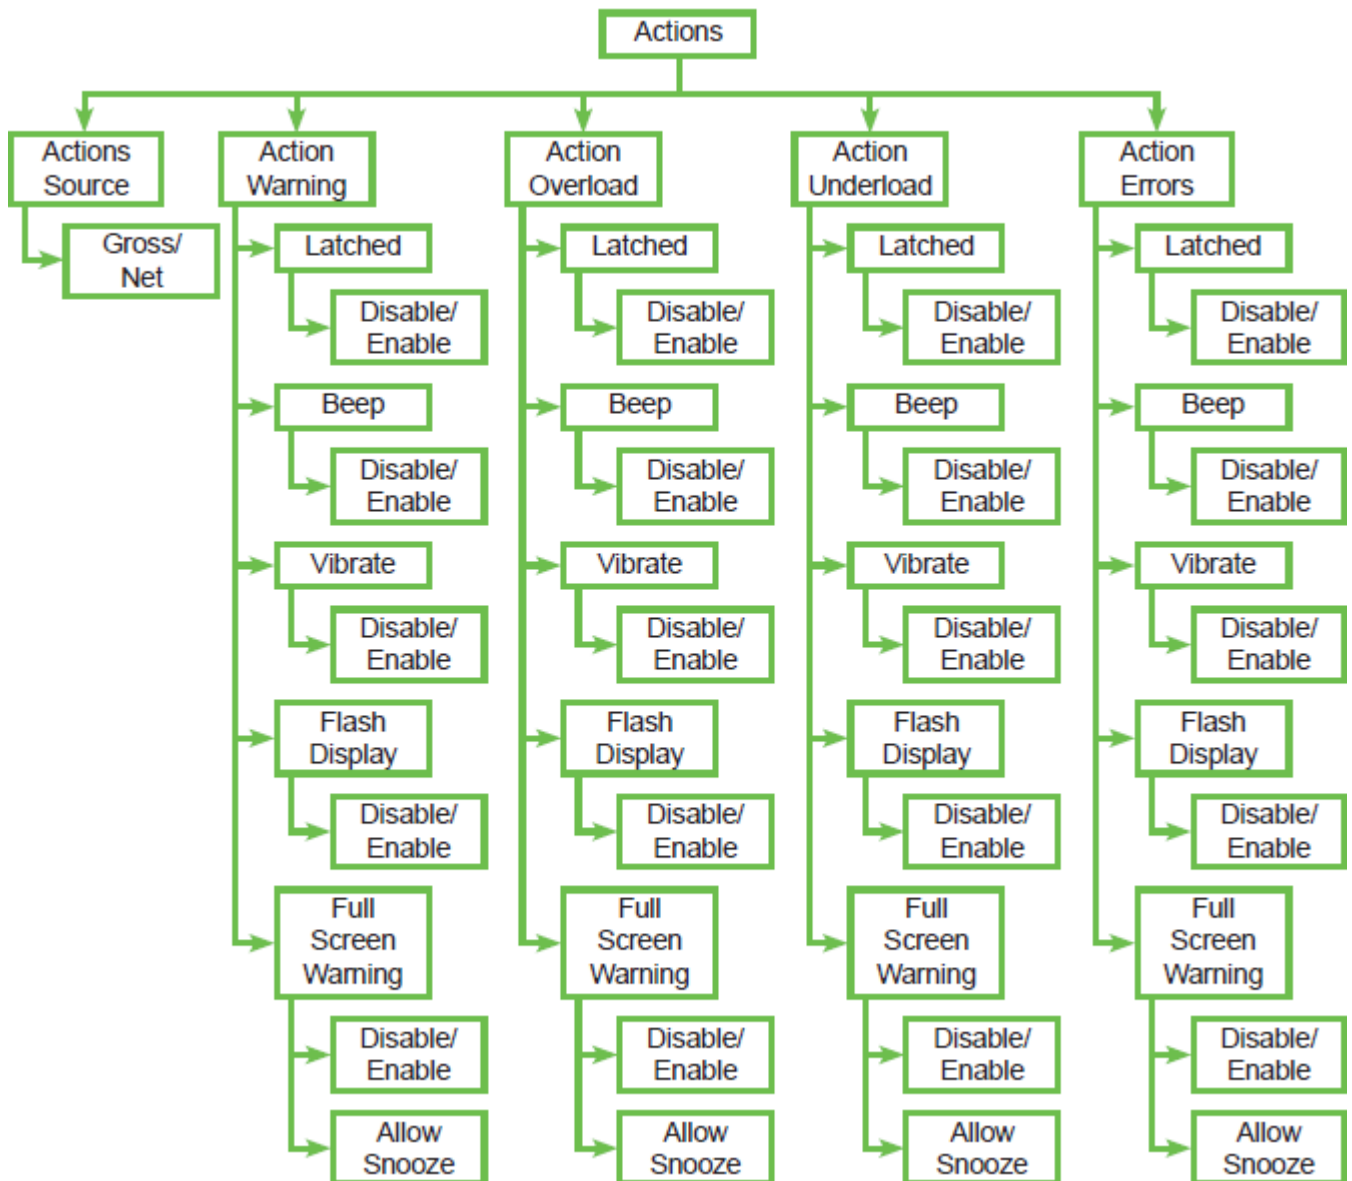 Actions
Actions
Source
Gross/
Net
Action
Warning
Latched
Disable/
Enable
Beep
Disable/
Enable
Vibrate
Disable/
Enable
Flash
Display
Disable/
Enable
Full
Screen
Warning
Disable/
Enable
Allow
Snooze
Action
Overload
Latched
Disable/
Enable
Beep
Disable/
Enable
Vibrate
Disable/
Enable
Flash
Display
Disable/
Enable
Full
Screen
Warning
Disable/
Enable
Allow
Snooze
Action
Underload
Latched
Disable/
Enable
Beep
Disable/
Enable
Vibrate
Disable/
Enable
Flash
Display
Disable/
Enable
Full
Screen
Warning
Disable/
Enable
Allow
Snooze
Action
Errors
Latched
Disable/
Enable
Beep
Disable/
Enable
Vibrate
Disable/
Enable
Flash
Display
Disable/
Enable
Full
Screen
Warning
Disable/
Enable
Allow
Snooze